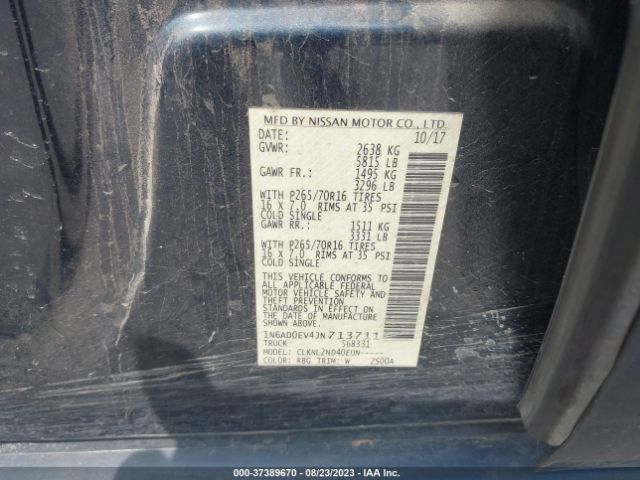 MFD BY NISSAN MOTOR CO., LTD.
DATE: 10/17
GVWR: 2638 KG
5815 LB
GAWR FR.: 1495 KG
3296 LB
WITH P265/70R16 TIRES
16 X 7.0 RIMS AT 35 PSI
COLD SINGLE
GAWR RR.: 1511 KG
3331 LB
WITH P265/70R16 TIRES
16 X 7.0 RIMS AT 35 PSI
COLD SINGLE
THIS VEHICLE CONFORMS TO
ALL APPLICABLE FEDERAL
MOTOR VEHICLE SAFETY AND
THEFT PREVENTION
STANDARDS IN EFFECT ON
THE DATE OF MANUFACTURE
SHOWN ABOVE
1N6AD0EV4JN713711
TRUCK 568331
MODEL: CLKNL2ND40EUN-----
COLOR: RBG TRIM: W 2S00A
000-37389670 - 08/23/2023 - IAA Inc.